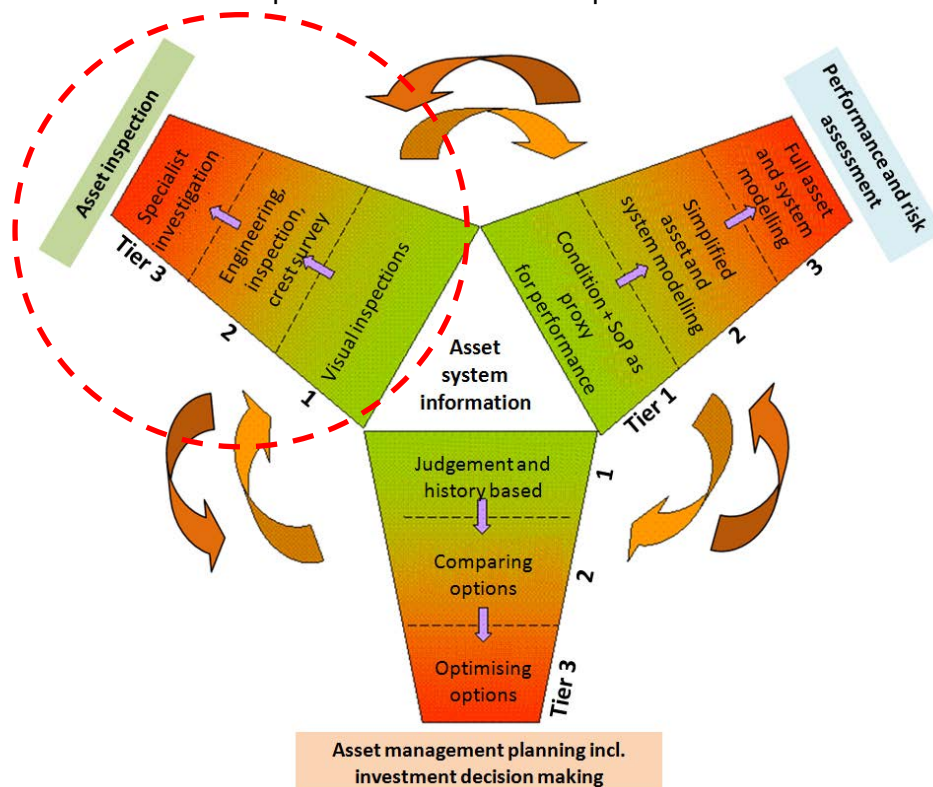 Asset inspection
Specialist
investigation
Engineering,
inspection,
crest survey
Visual inspections
Tier 3
2
1
Performance and risk
assessment
Full asset
and system
modelling
Simplified
asset and
system modelling
Condition + SoP as
proxy
for performance
Tier 1
2
3
Asset
system
information
Judgement and
history based
Comparing
options
Optimising
options
1
2
Tier 3
Asset management planning incl.
investment decision making